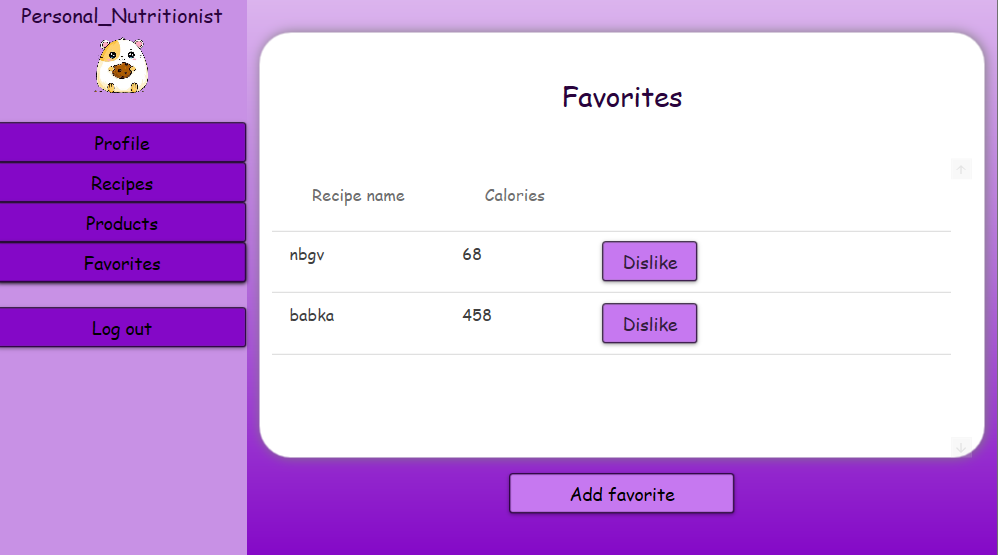 Personal_Nutritionist
Profile
Recipes
Products
Favorites
Log out
Favorites
Recipe name Calories
nbgv 68 Dislike
babka 458 Dislike
Add favorite